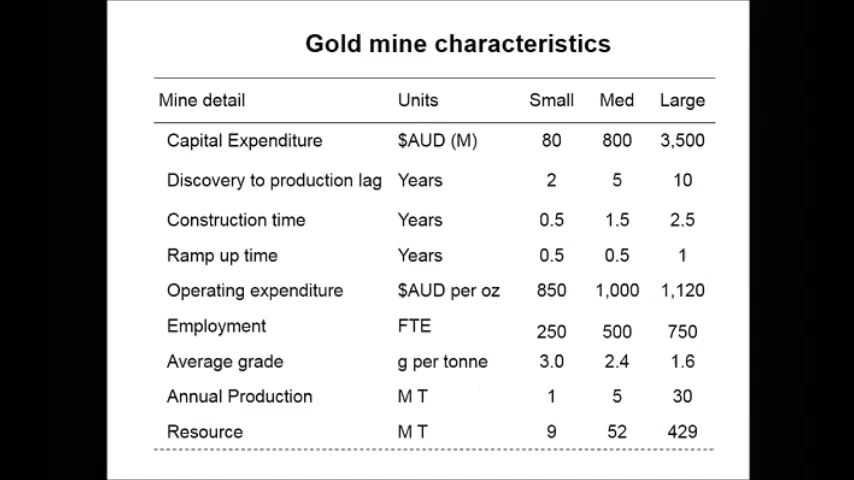 Gold mine characteristics
Mine detail Units Small Med Large
Capital Expenditure $AUD (M) 80 800 3,500
Discovery to production lag Years 2 5 10
Construction time Years 0.5 1.5 2.5
Ramp up time Years 0.5 0.5 1
Operating expenditure $AUD per oz 850 1,000 1,120
Employment FTE 250 500 750
Average grade g per tonne 3.0 2.4 1.6
Annual Production M T 1 5 30
Resource M T 9 52 429